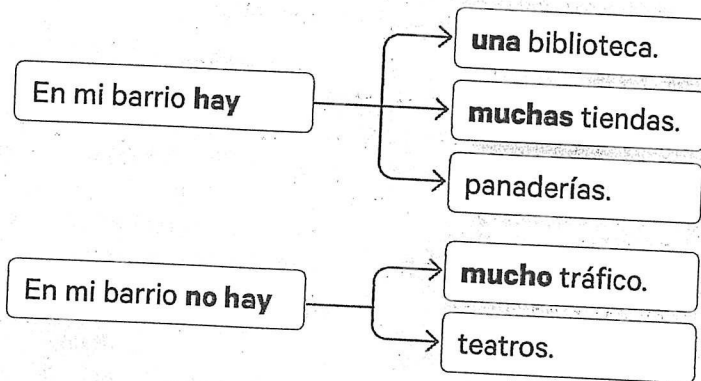 En mi barrio hay
una biblioteca.
muchas tiendas.
panaderías.
En mi barrio no hay
mucho tráfico.
teatros.